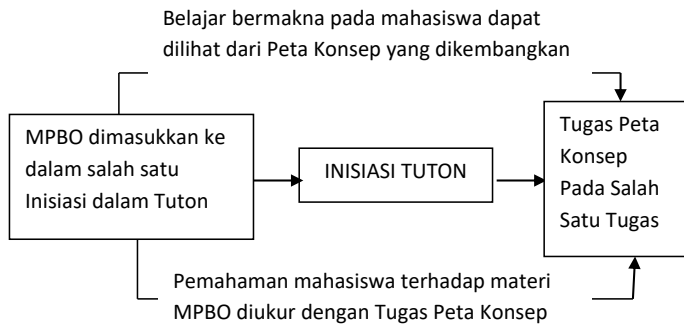 Belajar bermakna pada mahasiswa dapat
dilihat dari Peta Konsep yang dikembangkan
MPBO dimasukkan ke
dalam salah satu
Inisiasi dalam Tuton
INISIASI TUTON
Tugas Peta
Konsep
Pada Salah
Satu Tugas
Pemahaman mahasiswa terhadap materi
MPBO diukur dengan Tugas Peta Konsep